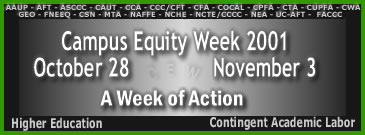 AAUP - AFT - ASCCC - CAUT - CCA - CCC/CFT - CFA - COCAL - CPFA - CTA - CUPFA - CWA
GEO - FNEEQ - CSN - MTA - NAFFE - NCHE - NCTE/CCCC - NEA - UC-AFT - FACCC
Campus Equity Week 2001
October 28 November 3
A Week of Action
Higher Education Contingent Academic Labor